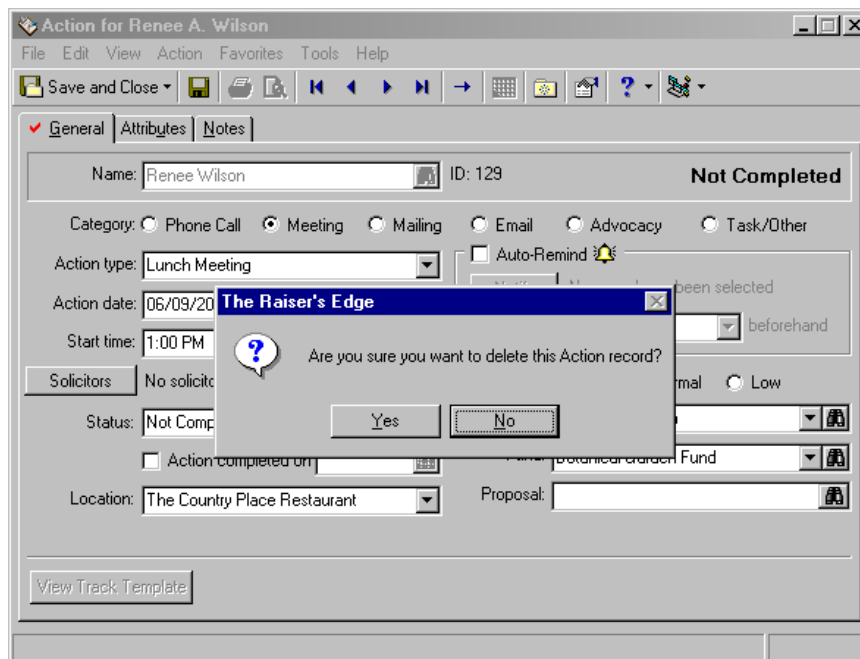 Action for Renee A. Wilson
File Edit View Action Favorites Tools Help
Save and Close
General Attributes Notes
Name: Renee Wilson ID: 129 Not Completed
Category: Phone Call Meeting Mailing Email Advocacy Task/Other
Action type: Lunch Meeting Auto-Remind
been selected
Action date: 06/09/20
The Raiser's Edge
beforehand
Start time: 1:00 PM
Are you sure you want to delete this Action record?
Solicitors No solicito
rmal Low
Yes No
Status: Not Comp
Action completed on
Botanical Garden Fund
Location: The Country Place Restaurant Proposal:
View Track Template